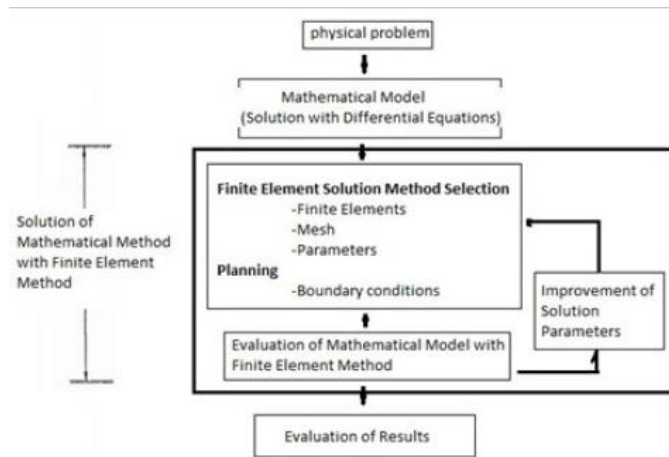 physical problem
Mathematical Model
(Solution with Differential Equations)
Finite Element Solution Method Selection
-Finite Elements
-Mesh
-Parameters
Planning
-Boundary conditions
Solution of
Mathematical Method
with Finite Element
Method
Improvement of
Solution
Parameters
Evaluation of Mathematical Model with
Finite Element Method
Evaluation of Results